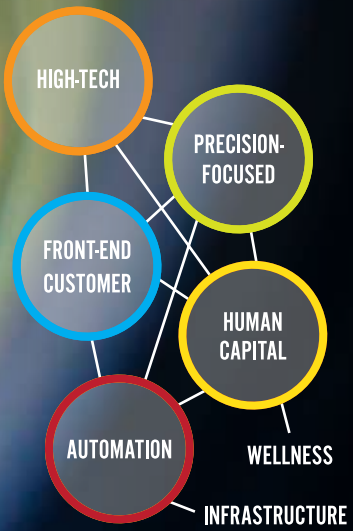 HIGH-TECH
PRECISION-
FOCUSED
FRONT-END
CUSTOMER
HUMAN
CAPITAL
AUTOMATION
WELLNESS
INFRASTRUCTURE